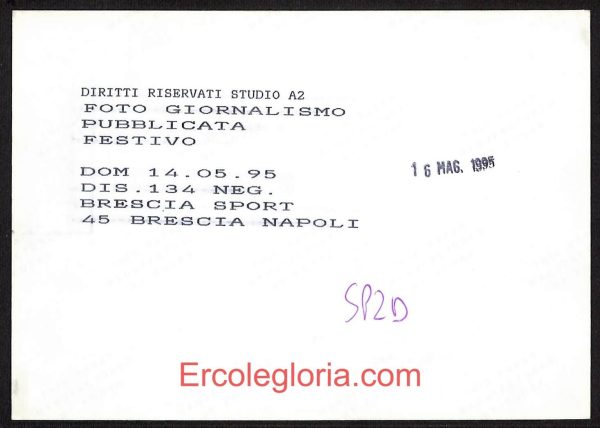 DIRITTI RISERVATI STUDIO A2
FOTO GIORNALISMO
PUBBLICATA
FESTIVO
DOM 14.05.95
DIS.134 NEG.
BRESCIA SPORT
45 BRESCIA NAPOLI
16 MAG. 1995
SP2D
Ercolegloria.com